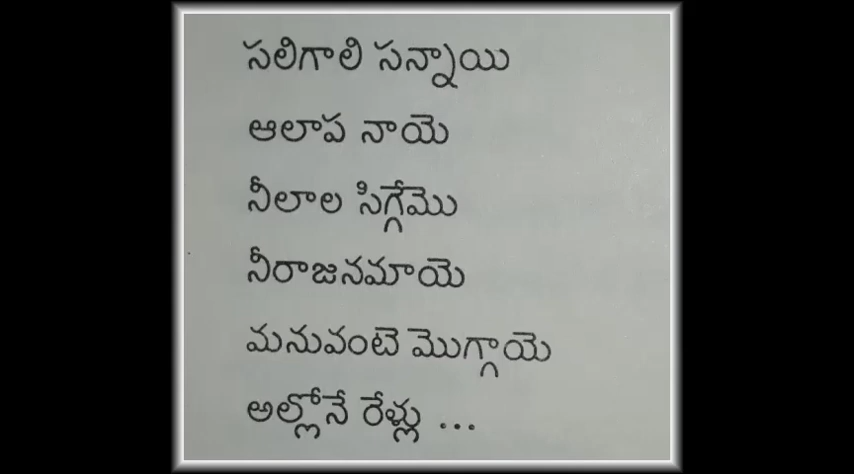 సలిగాలి సన్నాయి
ఆలాప నాయె
నీలాల సిగ్గేమొ
నీరాజనమాయె
మనువంటె మొగ్గాయె
అల్లోనే రేళ్లు ...